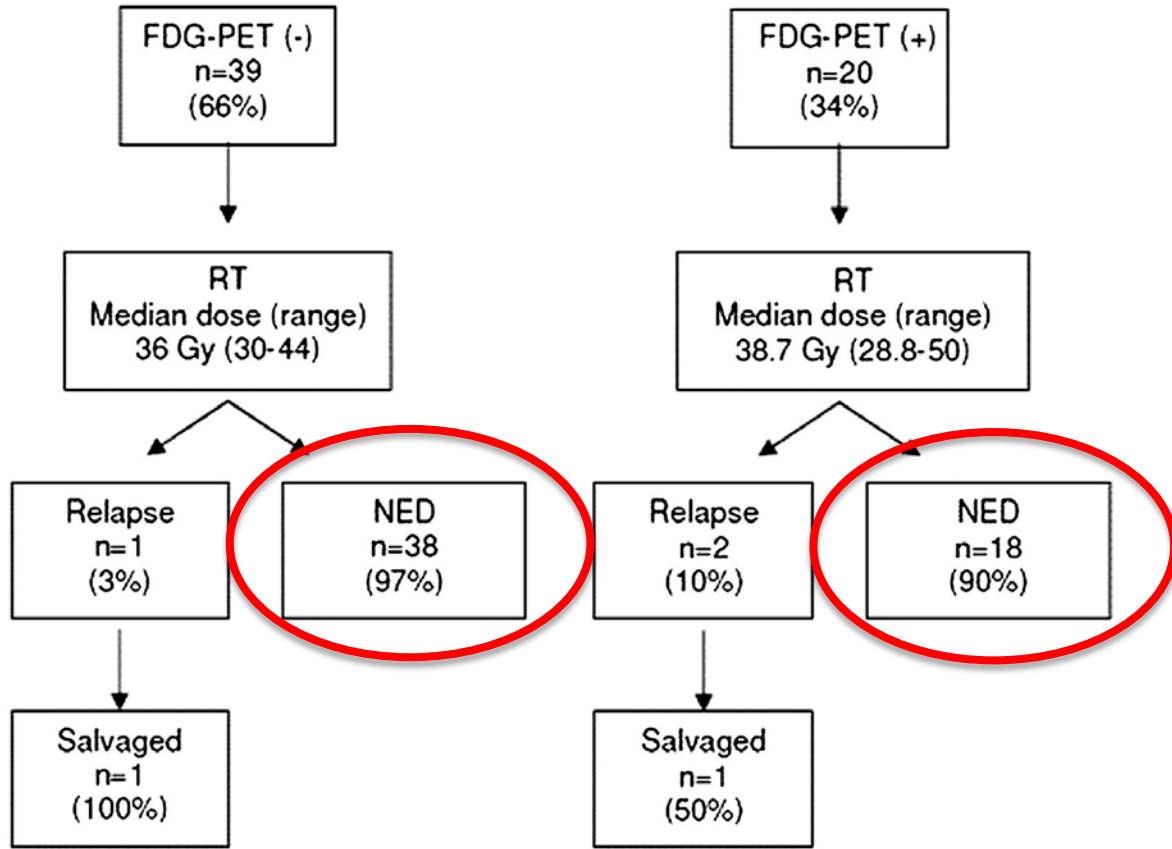 FDG-PET (-)
n=39
(66%)
FDG-PET (+)
n=20
(34%)
RT
Median dose (range)
36 Gy (30-44)
RT
Median dose (range)
38.7 Gy (28.8-50)
Relapse
n=1
(3%)
NED
n=38
(97%)
Relapse
n=2
(10%)
NED
n=18
(90%)
Salvaged
n=1
(100%)
Salvaged
n=1
(50%)